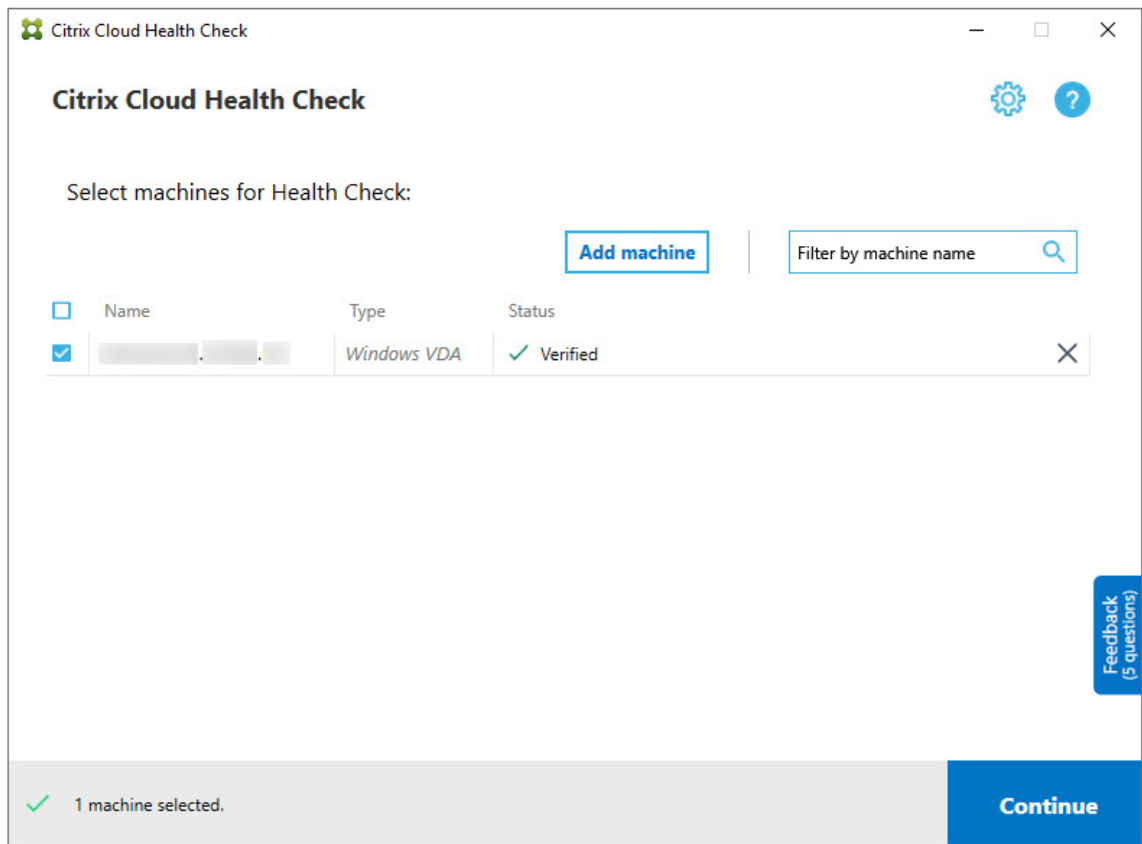 Citrix Cloud Health Check
Citrix Cloud Health Check
?
Select machines for Health Check:
Add machine
Filter by machine name
Name Type Status
Windows VDA Verified
Feedback
(5 questions)
1 machine selected.
Continue